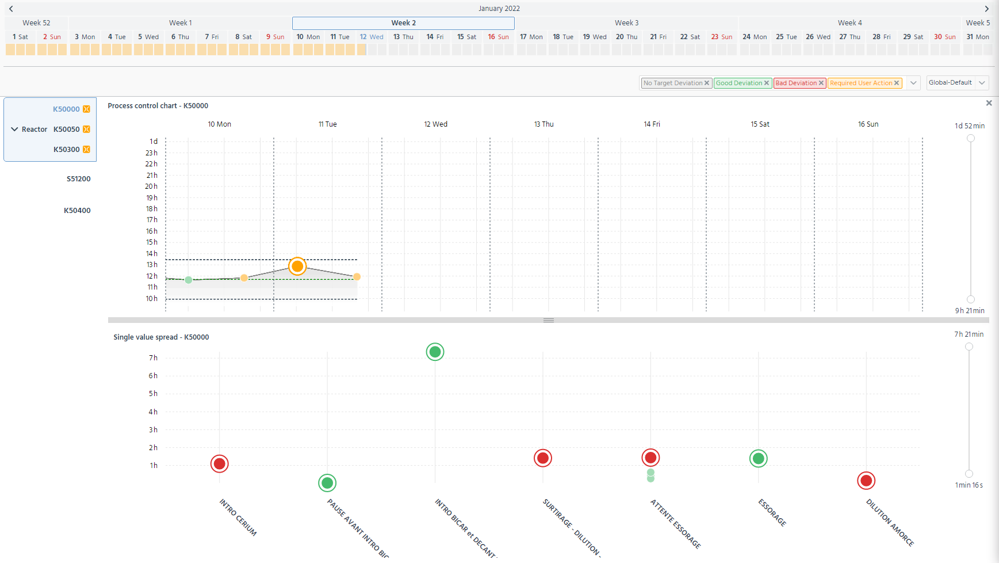 January 2022
Week 52 Week 1 Week 2 Week 3 Week 4 Week 5
1 Sat 2 Sun 3 Mon 4 Tue 5 Wed 6 Thu 7 Fri 8 Sat 9 Sun 10 Mon 11 Tue 12 Wed 13 Thu 14 Fri 15 Sat 16 Sun 17 Mon 18 Tue 19 Wed 20 Thu 21 Fri 22 Sat 23 Sun 24 Mon 25 Tue 26 Wed 27 Thu 28 Fri 29 Sat 30 Sun 31 Mon
No Target Deviation Good Deviation Bad Deviation Required User Action Global-Default
K50000
Reactor K50050
K50300
S51200
K50400
Process control chart - K50000
10 Mon 11 Tue 12 Wed 13 Thu 14 Fri 15 Sat 16 Sun
1d 52min
1d
23h
22h
21h
20h
19h
18h
17h
16h
15h
14h
13h
12h
11h
10h
9h 21min
Single value spread - K50000
7h 21min
7h
6h
5h
4h
3h
2h
1h
1min 16s
INTRO CERIUM
PAUSE AVANT INTRO BIC
INTRO BICAR et DECANT
SURTIRAGE - DILUTION -
ATTENTE ESSORAGE
ESSORAGE
DILUTION AMORCE